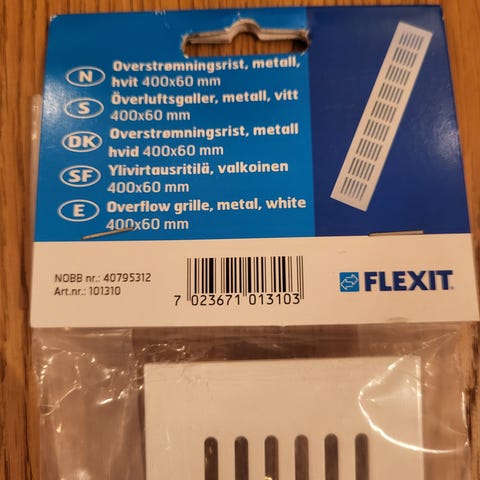 N Overstrømningsrist, metall,
hvit 400x60 mm
S Överluftsgaller, metall, vitt
400x60 mm
DK Overstrømningsrist, metall
hvid 400x60 mm
SF Ylivirtausritilä, valkoinen
400x60 mm
E Overflow grille, metal, white
400x60 mm
NOBB nr.: 40795312
Art.nr.: 101310
7 023671 013103
FLEXIT